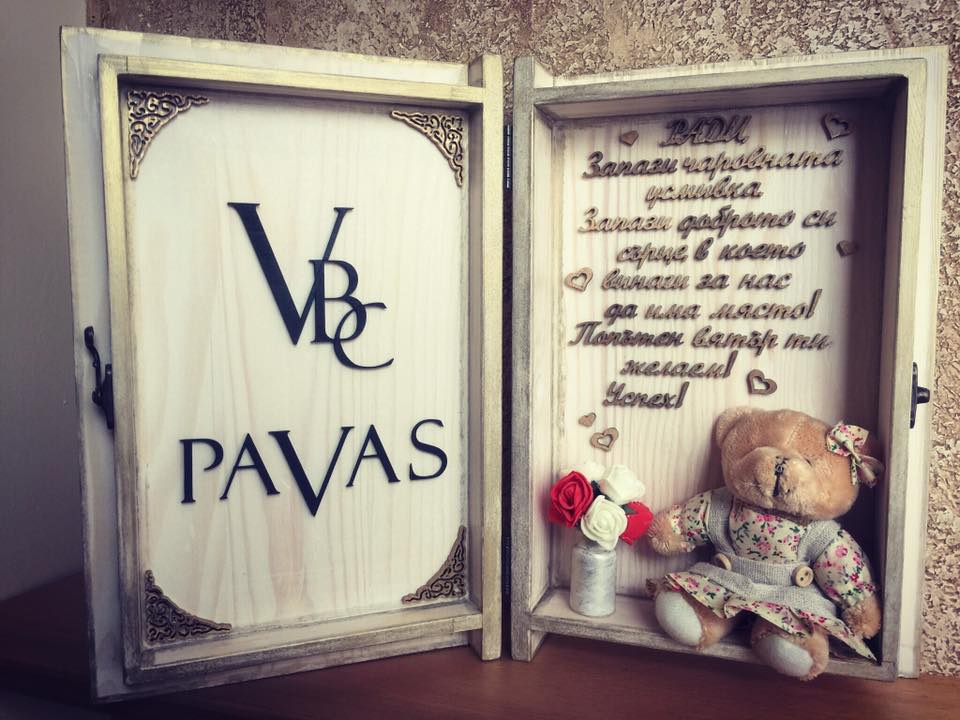 VBC
PAVAS
РАДИ,
Запази чаровната
усмивка
Запази доброто си
сърце, в което
винаги за нас
да има място!
Попътен вятър ти
желаем!
Успех!